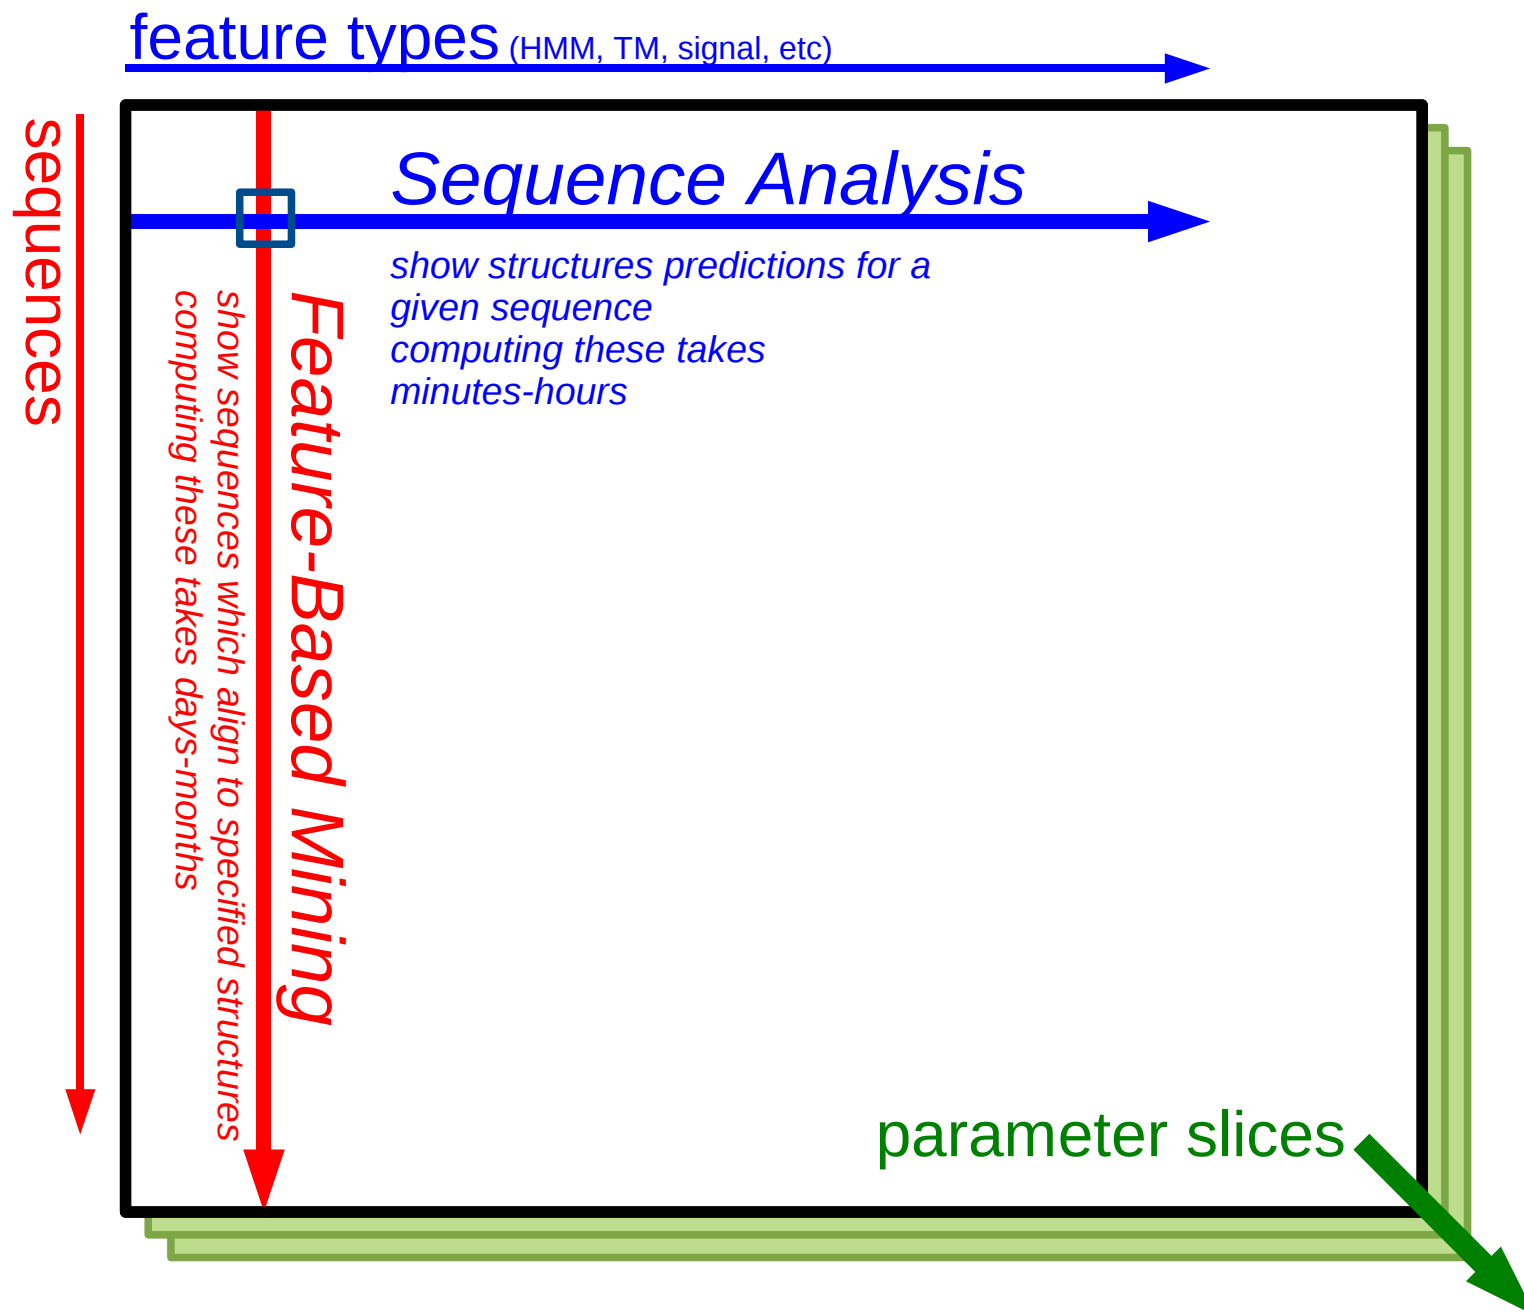 feature types (HMM, TM, signal, etc)
sequences
Sequence Analysis
show structures predictions for a
given sequence
computing these takes
minutes-hours
Feature-Based Mining
show sequences which align to specified structures
computing these takes days-months
parameter slices